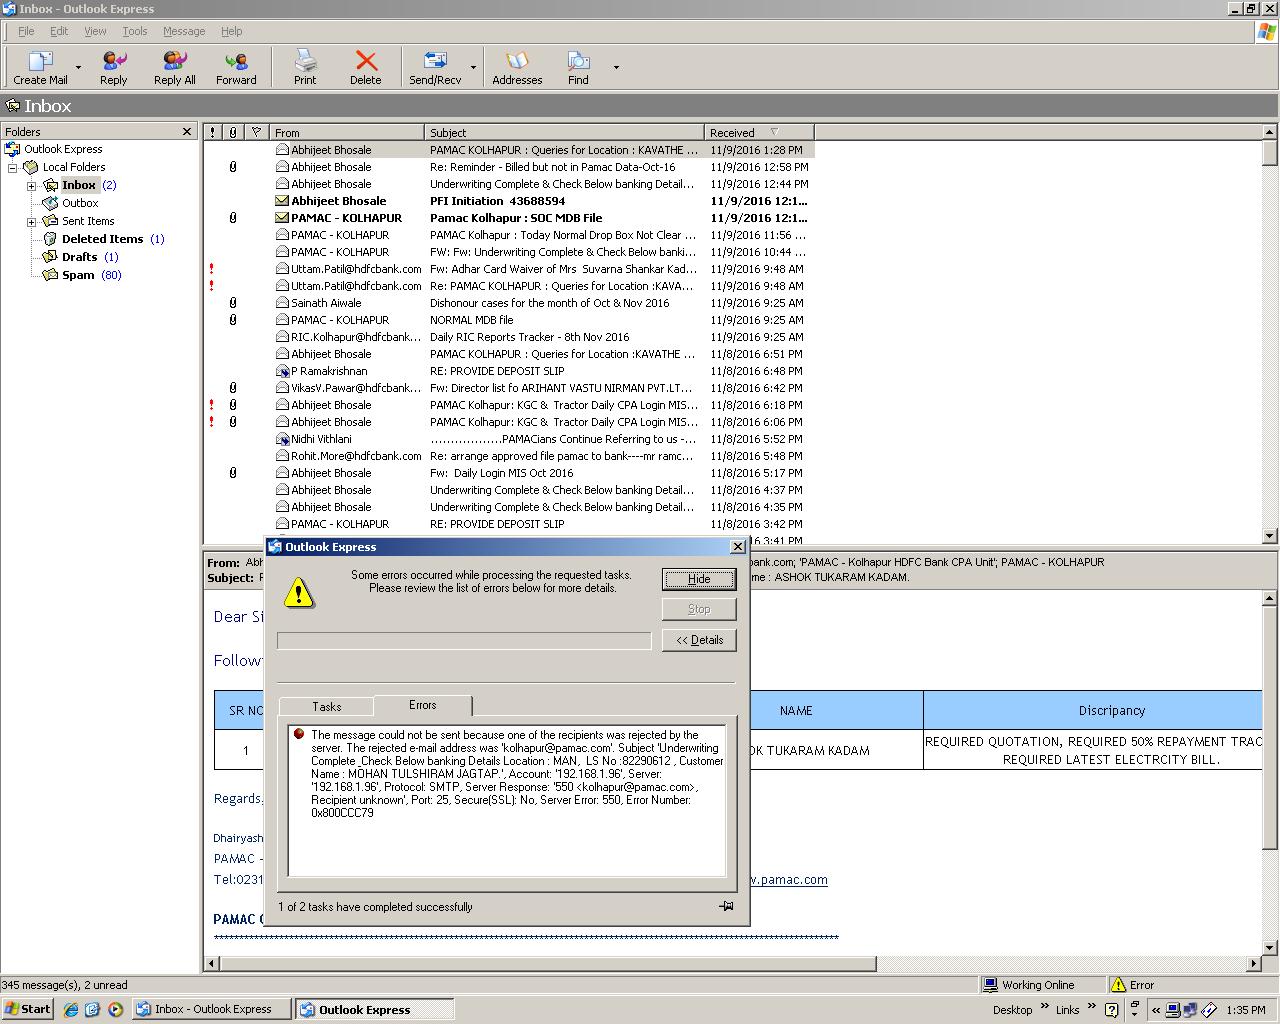 Inbox - Outlook Express
File Edit View Tools Message Help
Create Mail Reply Reply All Forward Print Delete Send/Recv Addresses Find
Inbox
Folders
Outlook Express
Local Folders
Inbox (2)
Outbox
Sent Items
Deleted Items (1)
Drafts (1)
Spam (80)
! From Subject Received
Abhijeet Bhosale PAMAC KOLHAPUR : Queries for Location : KAVATHE ... 11/9/2016 1:28 PM
Abhijeet Bhosale Re: Reminder - Billed but not in Pamac Data-Oct-16 11/9/2016 12:58 PM
Abhijeet Bhosale Underwriting Complete & Check Below banking Detail... 11/9/2016 12:44 PM
Abhijeet Bhosale PFI Initiation 43688594 11/9/2016 12:1...
PAMAC - KOLHAPUR Pamac Kolhapur : SOC MDB File 11/9/2016 12:1...
PAMAC - KOLHAPUR PAMAC Kolhapur : Today Normal Drop Box Not Clear ... 11/9/2016 11:56 ...
PAMAC - KOLHAPUR FW: Fw: Underwriting Complete & Check Below banki... 11/9/2016 10:44 ...
! Uttam.Patil@hdfcbank.com Fw: Adhar Card Waiver of Mrs Suvarna Shankar Kad... 11/9/2016 9:48 AM
! Uttam.Patil@hdfcbank.com Re: PAMAC KOLHAPUR : Queries for Location :KAVA... 11/9/2016 9:48 AM
Sainath Aiwale Dishonour cases for the month of Oct & Nov 2016 11/9/2016 9:25 AM
PAMAC - KOLHAPUR NORMAL MDB file 11/9/2016 9:25 AM
RIC.Kolhapur@hdfcbank... Daily RIC Reports Tracker - 8th Nov 2016 11/9/2016 9:25 AM
Abhijeet Bhosale PAMAC KOLHAPUR : Queries for Location :KAVATHE ... 11/8/2016 6:51 PM
P Ramakrishnan RE: PROVIDE DEPOSIT SLIP 11/8/2016 6:48 PM
VikasV.Pawar@hdfcbank... Fw: Director list fo ARIHANT VASTU NIRMAN PVT.LT... 11/8/2016 6:42 PM
! Abhijeet Bhosale PAMAC Kolhapur: KGC & Tractor Daily CPA Login MIS... 11/8/2016 6:18 PM
! Abhijeet Bhosale PAMAC Kolhapur: KGC & Tractor Daily CPA Login MIS... 11/8/2016 6:06 PM
Nidhi Vithlani ..................PAMACians Continue Referring to us -... 11/8/2016 5:52 PM
Rohit.More@hdfcbank.com Re: arrange approved file pamac to bank----mr ramc... 11/8/2016 5:48 PM
Abhijeet Bhosale Fw: Daily Login MIS Oct 2016 11/8/2016 5:17 PM
Abhijeet Bhosale Underwriting Complete & Check Below banking Detail... 11/8/2016 4:37 PM
Abhijeet Bhosale Underwriting Complete & Check Below banking Detail... 11/8/2016 4:35 PM
PAMAC - KOLHAPUR RE: PROVIDE DEPOSIT SLIP 11/8/2016 3:42 PM
11/8/2016 3:41 PM
From: Abh ank.com; 'PAMAC - Kolhapur HDFC Bank CPA Unit'; PAMAC - KOLHAPUR
Subject: me : ASHOK TUKARAM KADAM.
Dear Si
Follow
SR NO NAME Discripancy
1 OK TUKARAM KADAM REQUIRED QUOTATION, REQUIRED 50% REPAYMENT TRAC
REQUIRED LATEST ELECTRCITY BILL.
Regards,
Dhairyash
PAMAC -
Tel:0231 v.pamac.com
PAMAC
Outlook Express
Some errors occurred while processing the requested tasks.
Please review the list of errors below for more details.
Hide
Stop
<< Details
Tasks Errors
The message could not be sent because one of the recipients was rejected by the
server. The rejected e-mail address was 'kolhapur@pamac.com'. Subject 'Underwriting
Complete_Check Below banking Details Location : MAN, LS No :82290612 , Customer
Name : MOHAN TULSHIRAM JAGTAP.', Account: '192.168.1.96', Server:
'192.168.1.96', Protocol: SMTP, Server Response: '550 <kolhapur@pamac.com>,
Recipient unknown', Port: 25, Secure(SSL): No, Server Error: 550, Error Number:
0x800CCC79
1 of 2 tasks have completed successfully
345 message(s), 2 unread Working Online Error
Start Inbox - Outlook Express Outlook Express Desktop » Links » « 1:35 PM